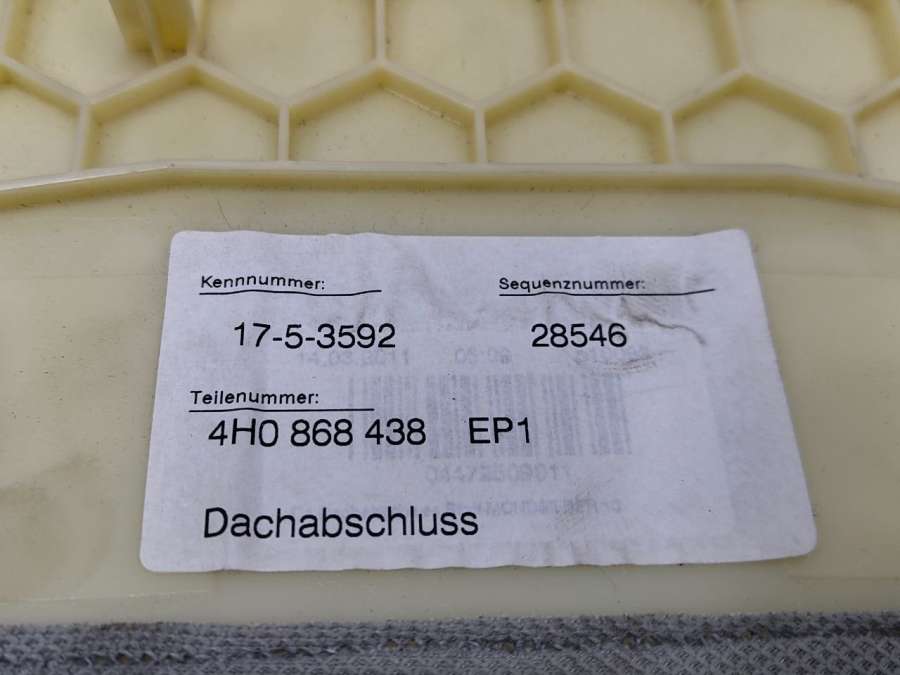 Kennnummer: Sequenznummer:
17-5-3592 28546
Teilenummer:
4H0 868 438 EP1
Dachabschluss